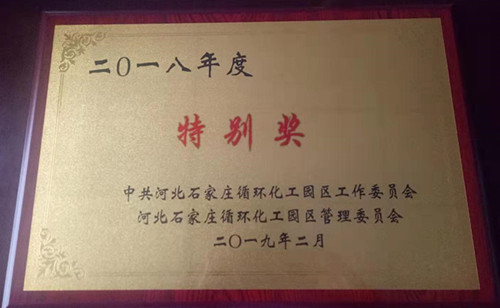 二〇一八年度
特别奖
中共河北石家庄循环化工园区工作委员会
河北石家庄循环化工园区管理委员会
二〇一九年二月